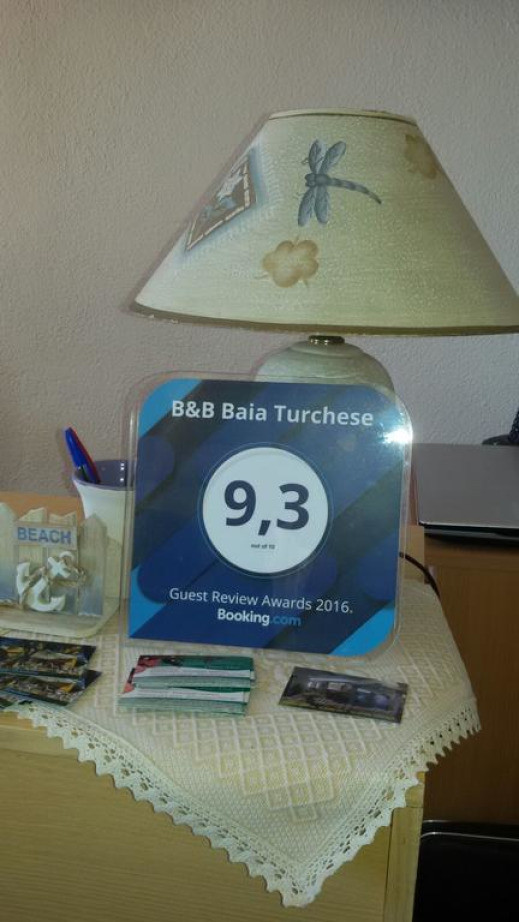 B&B Baia Turchese
9,3
out of 10
Guest Review Awards 2016.
Booking.com
BEACH